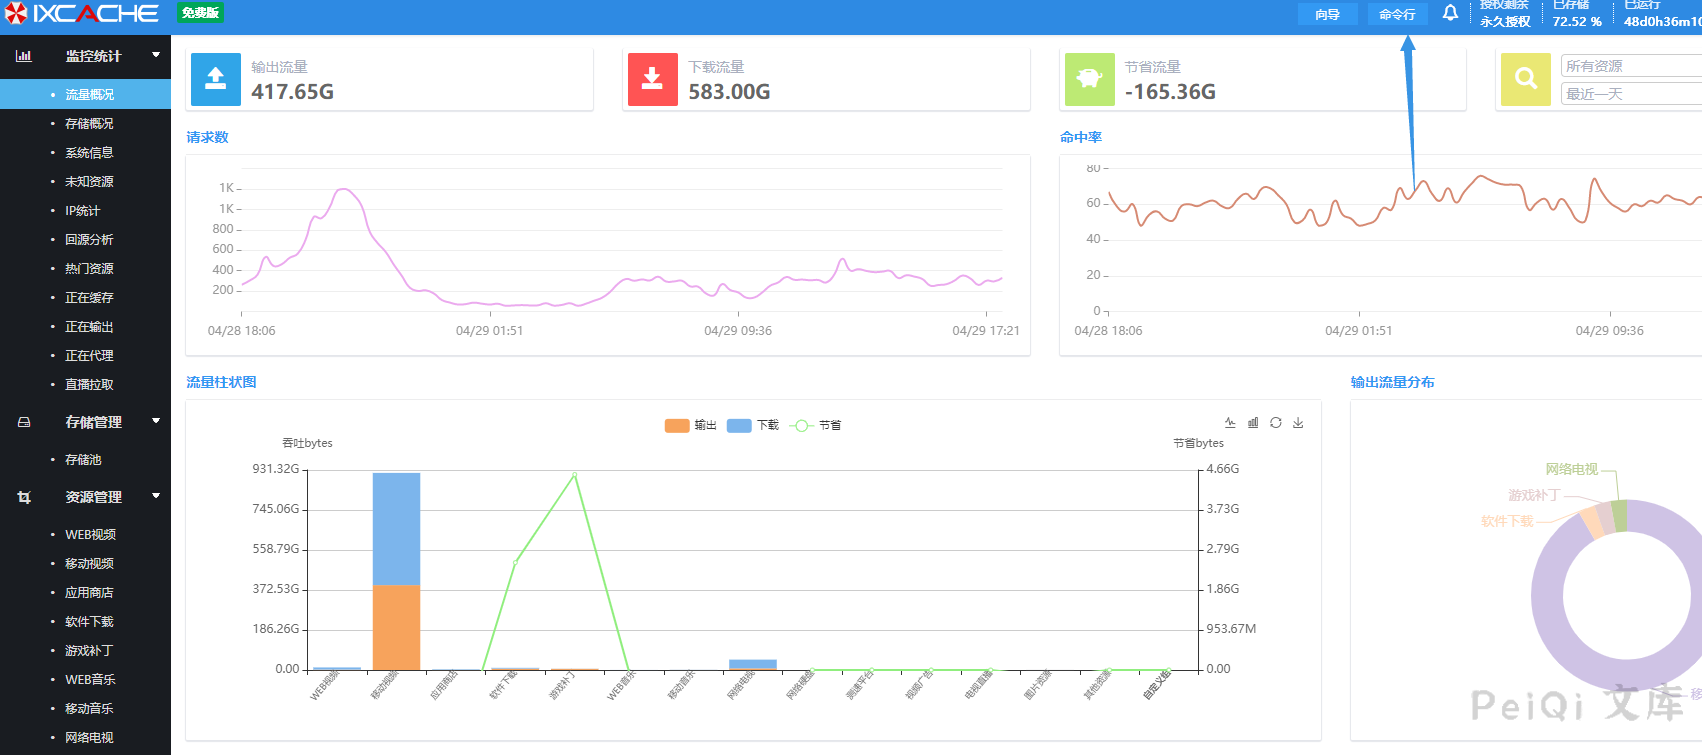 IXCACHE
免费版
向导
命令行
授权剩余
永久授权
已存储
72.52 %
已运行
48d0h36m10
监控统计
流量概况
存储概况
系统信息
未知资源
IP统计
回源分析
热门资源
正在缓存
正在输出
正在代理
直播拉取
存储管理
存储池
资源管理
WEB视频
移动视频
应用商店
软件下载
游戏补丁
WEB音乐
移动音乐
网络电视
输出流量
417.65G
下载流量
583.00G
节省流量
-165.36G
所有资源
最近一天
请求数
1K
1K
800
600
400
200
04/28 18:06
04/29 01:51
04/29 09:36
04/29 17:21
命中率
80
60
40
20
0
04/28 18:06
04/29 01:51
04/29 09:36
流量柱状图
输出
下载
节省
吞吐bytes
节省bytes
931.32G
745.06G
558.79G
372.53G
186.26G
0.00
4.66G
3.73G
2.79G
1.86G
953.67M
0.00
WEB视频
移动视频
应用商店
软件下载
游戏补丁
WEB音乐
移动音乐
网络电视
网络硬盘
测速平台
视频广告
电视直播
图片资源
其他资源
自定义组
输出流量分布
网络电视
游戏补丁
软件下载
移
PeiQi 文库